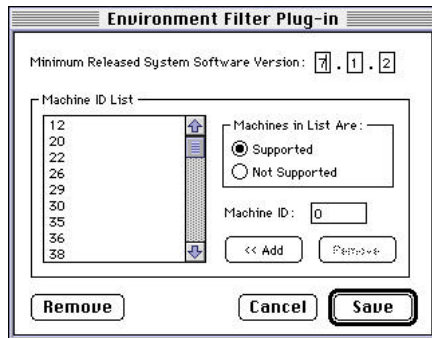 Environment Filter Plug-in
Minimum Released System Software Version: 7.1.2
Machine ID List
12
20
22
26
29
30
35
36
38
Machines in List Are:
Supported
Not Supported
Machine ID: 0
<< Add
Remove
Remove
Cancel
Save